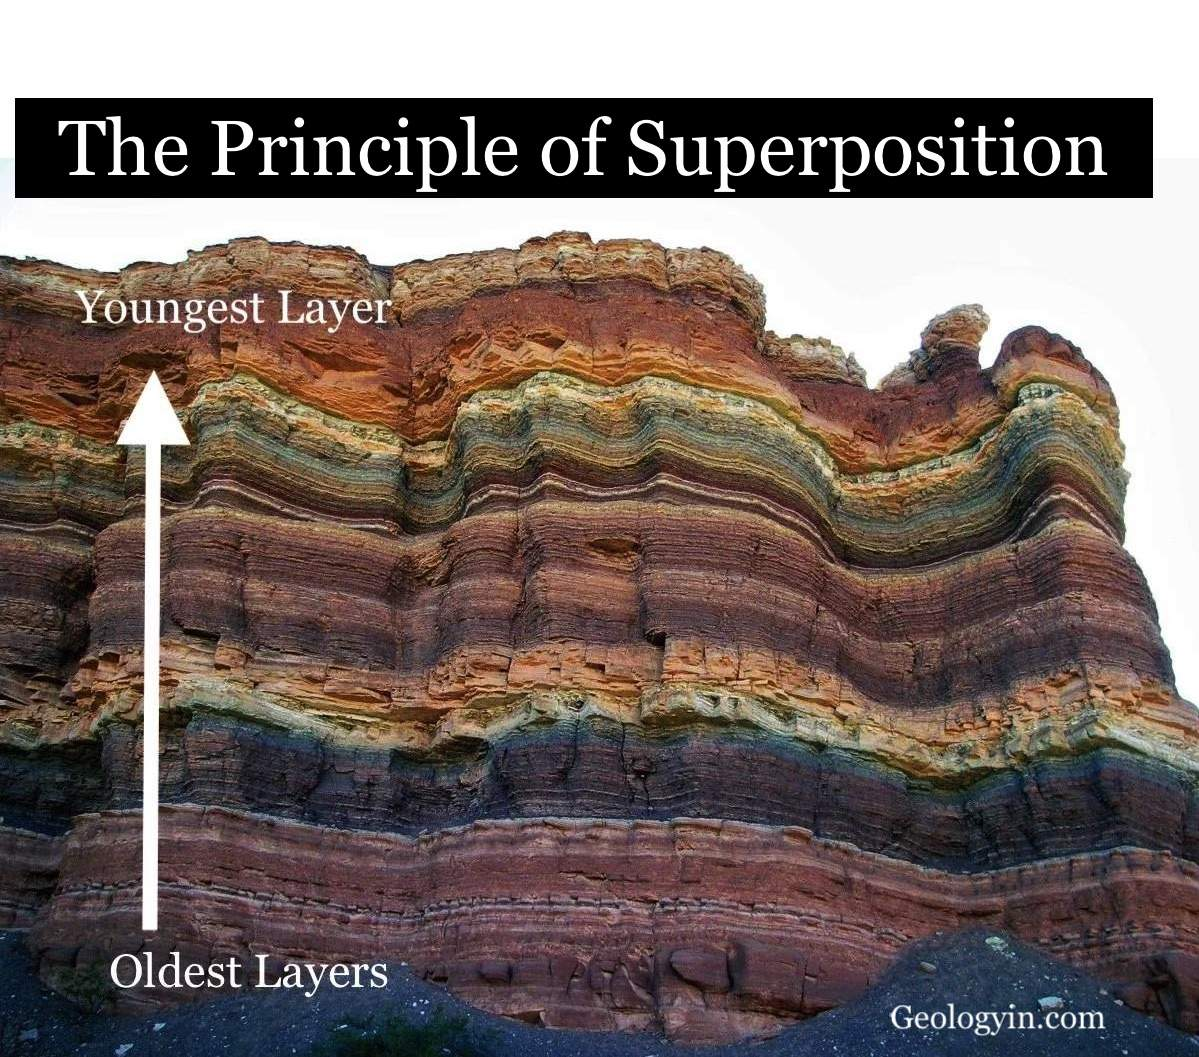 The Principle of Superposition
Youngest Layer
Oldest Layers
Geologyin.com